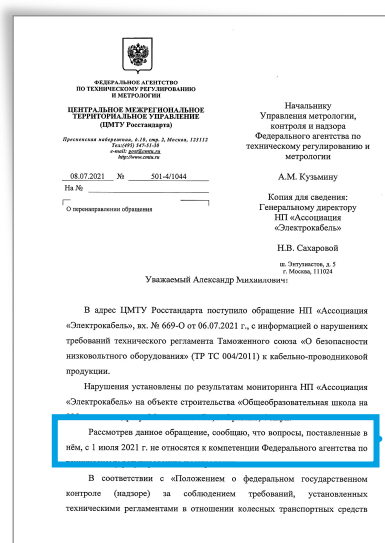 ФЕДЕРАЛЬНОЕ АГЕНТСТВО
ПО ТЕХНИЧЕСКОМУ РЕГУЛИРОВАНИЮ
И МЕТРОЛОГИИ
ЦЕНТРАЛЬНОЕ МЕЖРЕГИОНАЛЬНОЕ
ТЕРРИТОРИАЛЬНОЕ УПРАВЛЕНИЕ
(ЦМТУ Росстандарта)
Пресненская набережная, д.10, стр. 2, Москва, 123112
e-mail:
http://www.cmtu.ru
08.07.2021 № 501-4/1044
На №
О перенаправлении обращения
Начальнику
Управления метрологии,
контроля и надзора
Федерального агентства по
техническому регулированию и
метрологии
А.М. Кузьмину
Копия для сведения:
Генеральному директору
НП «Ассоциация
«Электрокабель»
Н.В. Сахаровой
ш. Энтузиастов, д. 5
г. Москва, 111024
Уважаемый Александр Михайлович!
В адрес ЦМТУ Росстандарта поступило обращение НП «Ассоциация
«Электрокабель», вх. № 669-О от 06.07.2021 г., с информацией о нарушениях
требований технического регламента Таможенного союза «О безопасности
низковольтного оборудования» (ТР ТС 004/2011) к кабельно-проводниковой
продукции.
Нарушения установлены по результатам мониторинга НП «Ассоциация
«Электрокабель» на объекте строительства «Общеобразовательная школа на
Рассмотрев данное обращение, сообщаю, что вопросы, поставленные в
нём, с 1 июля 2021 г. не относятся к компетенции Федерального агентства по
В соответствии с «Положением о федеральном государственном
контроле (надзоре) за соблюдением требований, установленных
техническими регламентами в отношении колесных транспортных средств